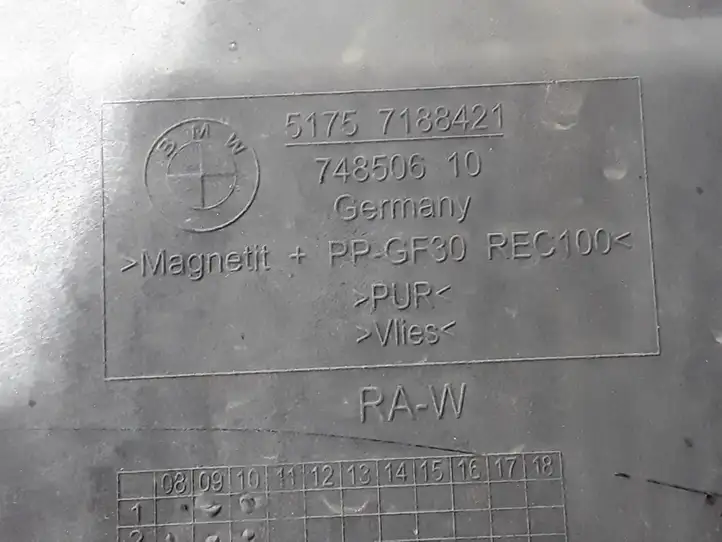 BMW
5175 7188421
748506 10
Germany
>Magnetit + PP-GF30 REC100<
>PUR<
>Vlies<
RA-W
08 09 10 11 12 13 14 15 16 17 18
1
2